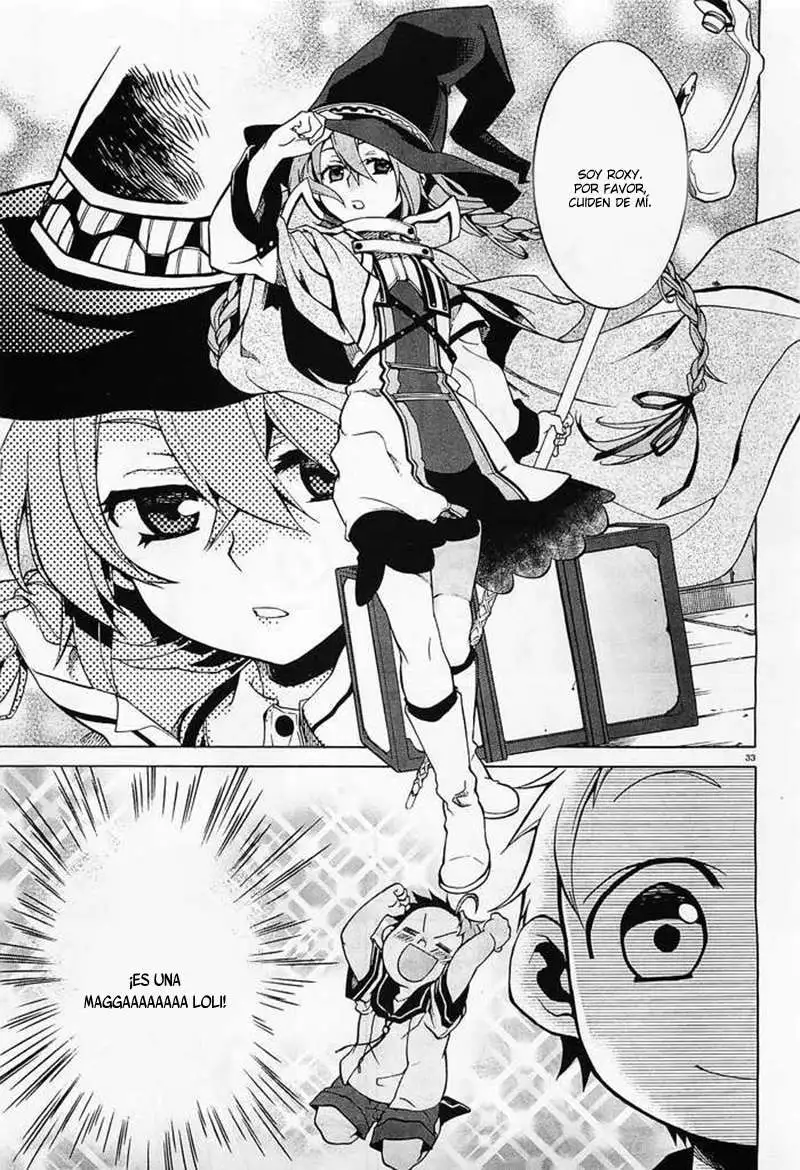 SOY ROXY.
POR FAVOR,
CUIDEN DE MÍ.
33
¡ES UNA
MAGGAAAAAAAA LOLI!